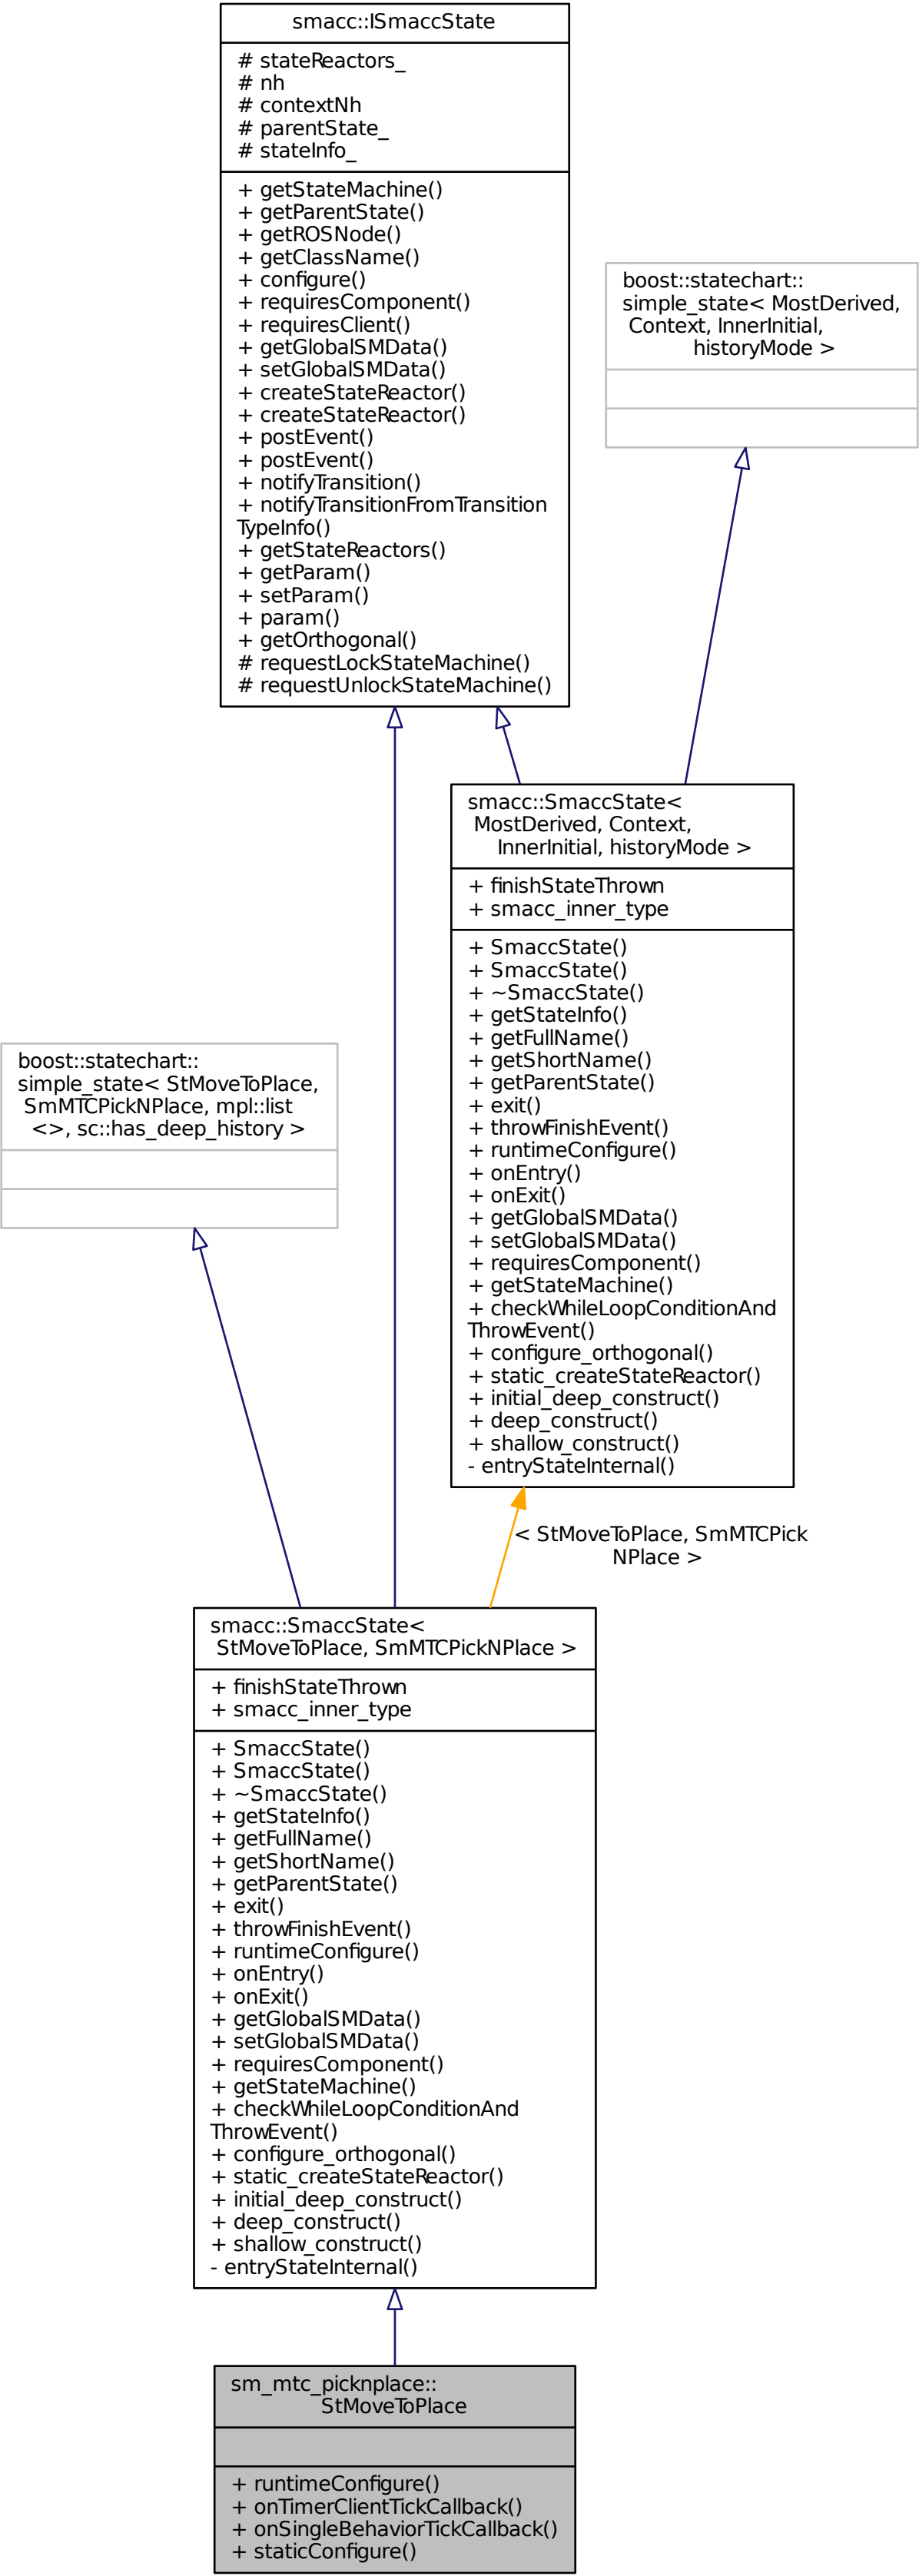 smacc::ISmaccState
# stateReactors_
# nh
# contextNh
# parentState_
# stateInfo_
+ getStateMachine()
+ getParentState()
+ getROSNode()
+ getClassName()
+ configure()
+ requiresComponent()
+ requiresClient()
+ getGlobalSMData()
+ setGlobalSMData()
+ createStateReactor()
+ createStateReactor()
+ postEvent()
+ postEvent()
+ notifyTransition()
+ notifyTransitionFromTransition
TypeInfo()
+ getStateReactors()
+ getParam()
+ setParam()
+ param()
+ getOrthogonal()
# requestLockStateMachine()
# requestUnlockStateMachine()
boost::statechart::
simple_state< MostDerived,
Context, InnerInitial,
historyMode >
smacc::SmaccState<
MostDerived, Context,
InnerInitial, historyMode >
+ finishStateThrown
+ smacc_inner_type
+ SmaccState()
+ SmaccState()
+ ~SmaccState()
+ getStateInfo()
+ getFullName()
+ getShortName()
+ getParentState()
+ exit()
+ throwFinishEvent()
+ runtimeConfigure()
+ onEntry()
+ onExit()
+ getGlobalSMData()
+ setGlobalSMData()
+ requiresComponent()
+ getStateMachine()
+ checkWhileLoopConditionAnd
ThrowEvent()
+ configure_orthogonal()
+ static_createStateReactor()
+ initial_deep_construct()
+ deep_construct()
+ shallow_construct()
- entryStateInternal()
boost::statechart::
simple_state< StMoveToPlace,
SmMTCPickNPlace, mpl::list
<>, sc::has_deep_history >
< StMoveToPlace, SmMTCPick
NPlace >
smacc::SmaccState<
StMoveToPlace, SmMTCPickNPlace >
+ finishStateThrown
+ smacc_inner_type
+ SmaccState()
+ SmaccState()
+ ~SmaccState()
+ getStateInfo()
+ getFullName()
+ getShortName()
+ getParentState()
+ exit()
+ throwFinishEvent()
+ runtimeConfigure()
+ onEntry()
+ onExit()
+ getGlobalSMData()
+ setGlobalSMData()
+ requiresComponent()
+ getStateMachine()
+ checkWhileLoopConditionAnd
ThrowEvent()
+ configure_orthogonal()
+ static_createStateReactor()
+ initial_deep_construct()
+ deep_construct()
+ shallow_construct()
- entryStateInternal()
sm_mtc_picknplace::
StMoveToPlace
+ runtimeConfigure()
+ onTimerClientTickCallback()
+ onSingleBehaviorTickCallback()
+ staticConfigure()